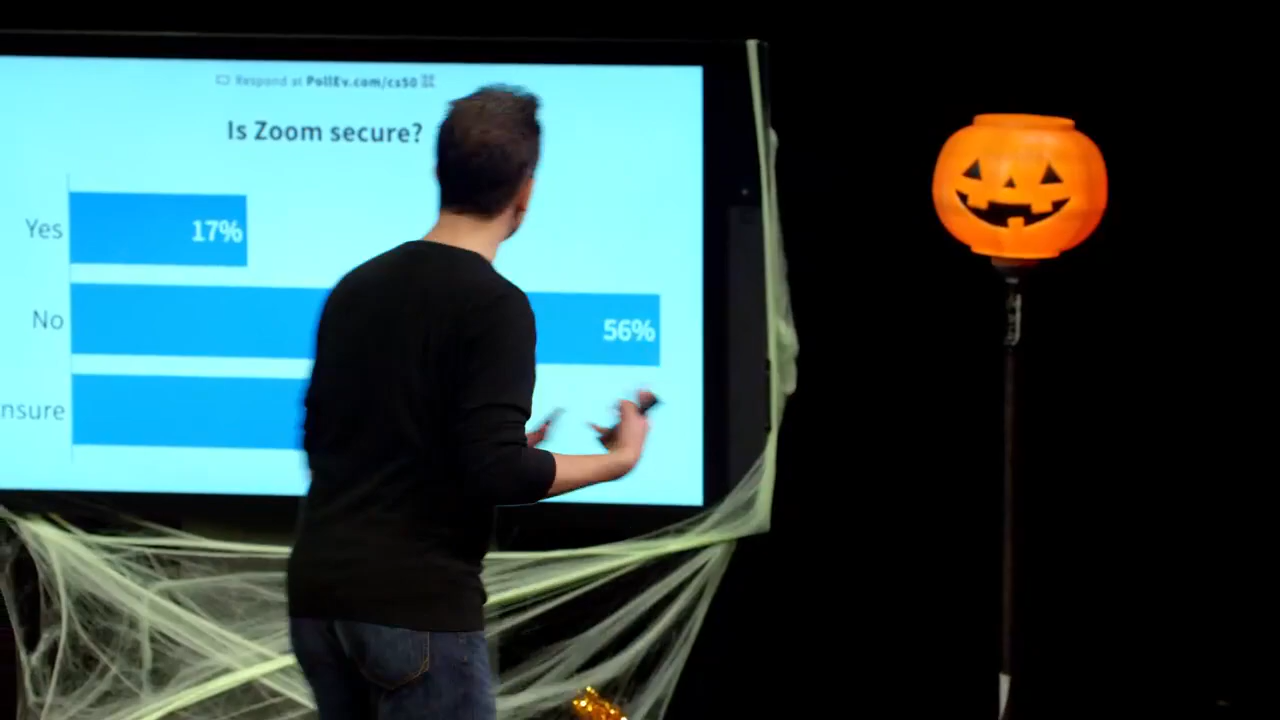 Respond at PollEv.com/cs50
Is Zoom secure?
Yes 17%
No 56%
nsure